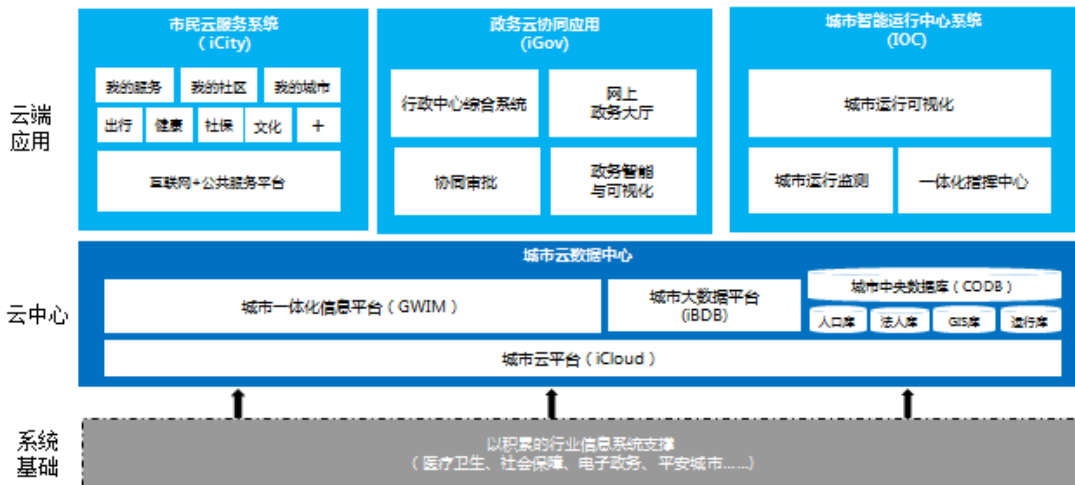 市民云服务系统
（iCity)
我的服务
我的社区
我的城市
出行
健康
社保
文化
+
互联网+公共服务平台
政务云协同应用
(iGov)
行政中心综合系统
网上
政务大厅
协同审批
政务智能
与可视化
城市智能运行中心系统
(IOC)
城市运行可视化
城市运行监测
一体化指挥中心
云端
应用
城市云数据中心
城市一体化信息平台（GWIM）
城市大数据平台
(iBDB)
城市中央数据库（CODB）
人口库
法人库
GIS库
运行库
城市云平台（iCloud）
云中心
系统
基础
以积累的行业信息系统支撑
（医疗卫生、社会保障、电子政务、平安城市……）